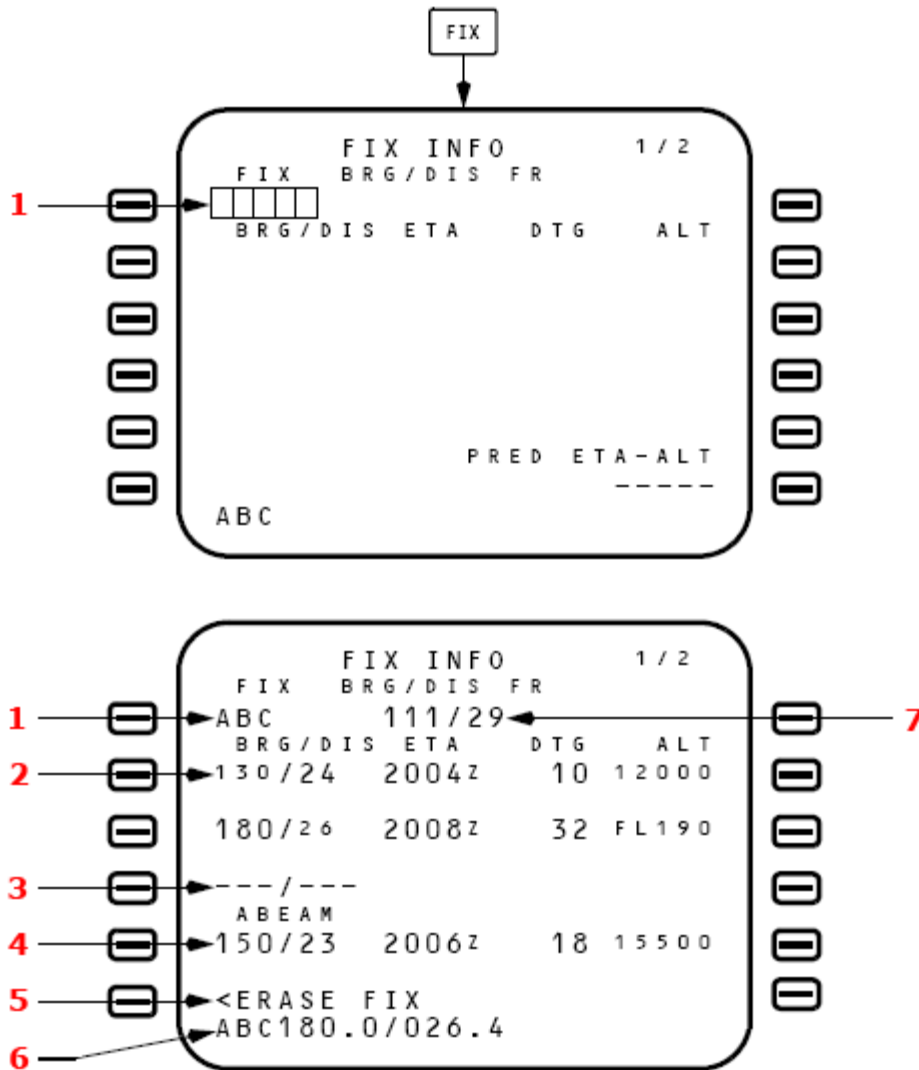 FIX
FIX INFO 1/2
FIX BRG/DIS FR
1
BRG/DIS ETA DTG ALT
PRED ETA-ALT
-----
ABC
FIX INFO 1/2
FIX BRG/DIS FR
1 ABC 111/29 7
BRG/DIS ETA DTG ALT
2 130/24 2004Z 10 12000
180/26 2008Z 32 FL190
3 ---/---
ABEAM
4 150/23 2006Z 18 15500
5 <ERASE FIX
ABC180.0/026.4
6